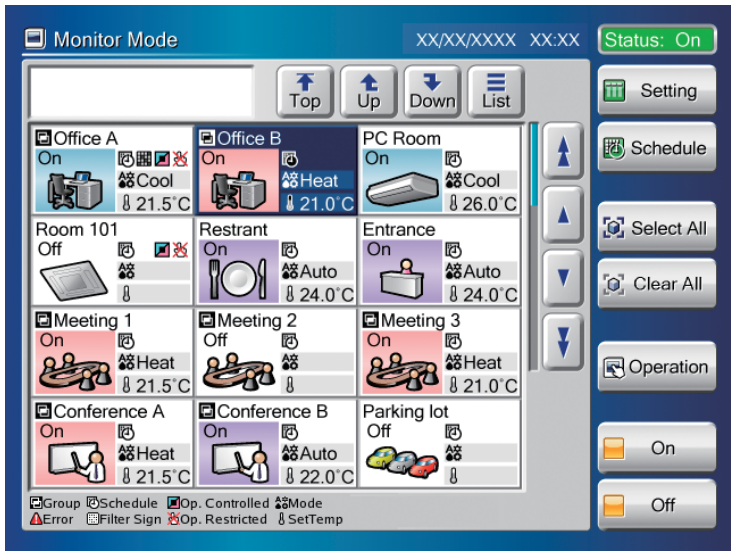 Monitor Mode XX/XX/XXXX XX:XX Status: On
Top Up Down List
Setting
Schedule
Select All
Clear All
Operation
On
Off
Office A
On
Cool
21.5°C
Office B
On
Heat
21.0°C
PC Room
On
Cool
26.0°C
Room 101
Off
Restrant
On
Auto
24.0°C
Entrance
On
Auto
24.0°C
Meeting 1
On
Heat
21.5°C
Meeting 2
Off
Meeting 3
On
Heat
21.0°C
Conference A
On
Heat
21.5°C
Conference B
On
Auto
22.0°C
Parking lot
Off
Group Schedule Op. Controlled Mode
Error Filter Sign Op. Restricted SetTemp